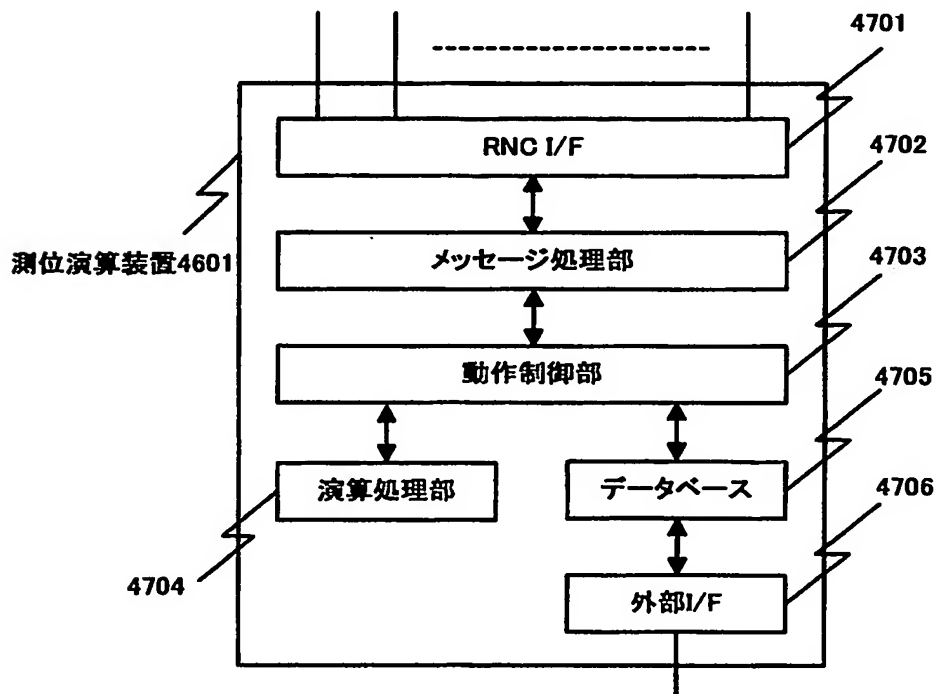 4701
RNC I/F
4702
メッセージ処理部
測位演算装置4601
4703
動作制御部
4705
演算処理部
データベース
4706
4704
外部I/F